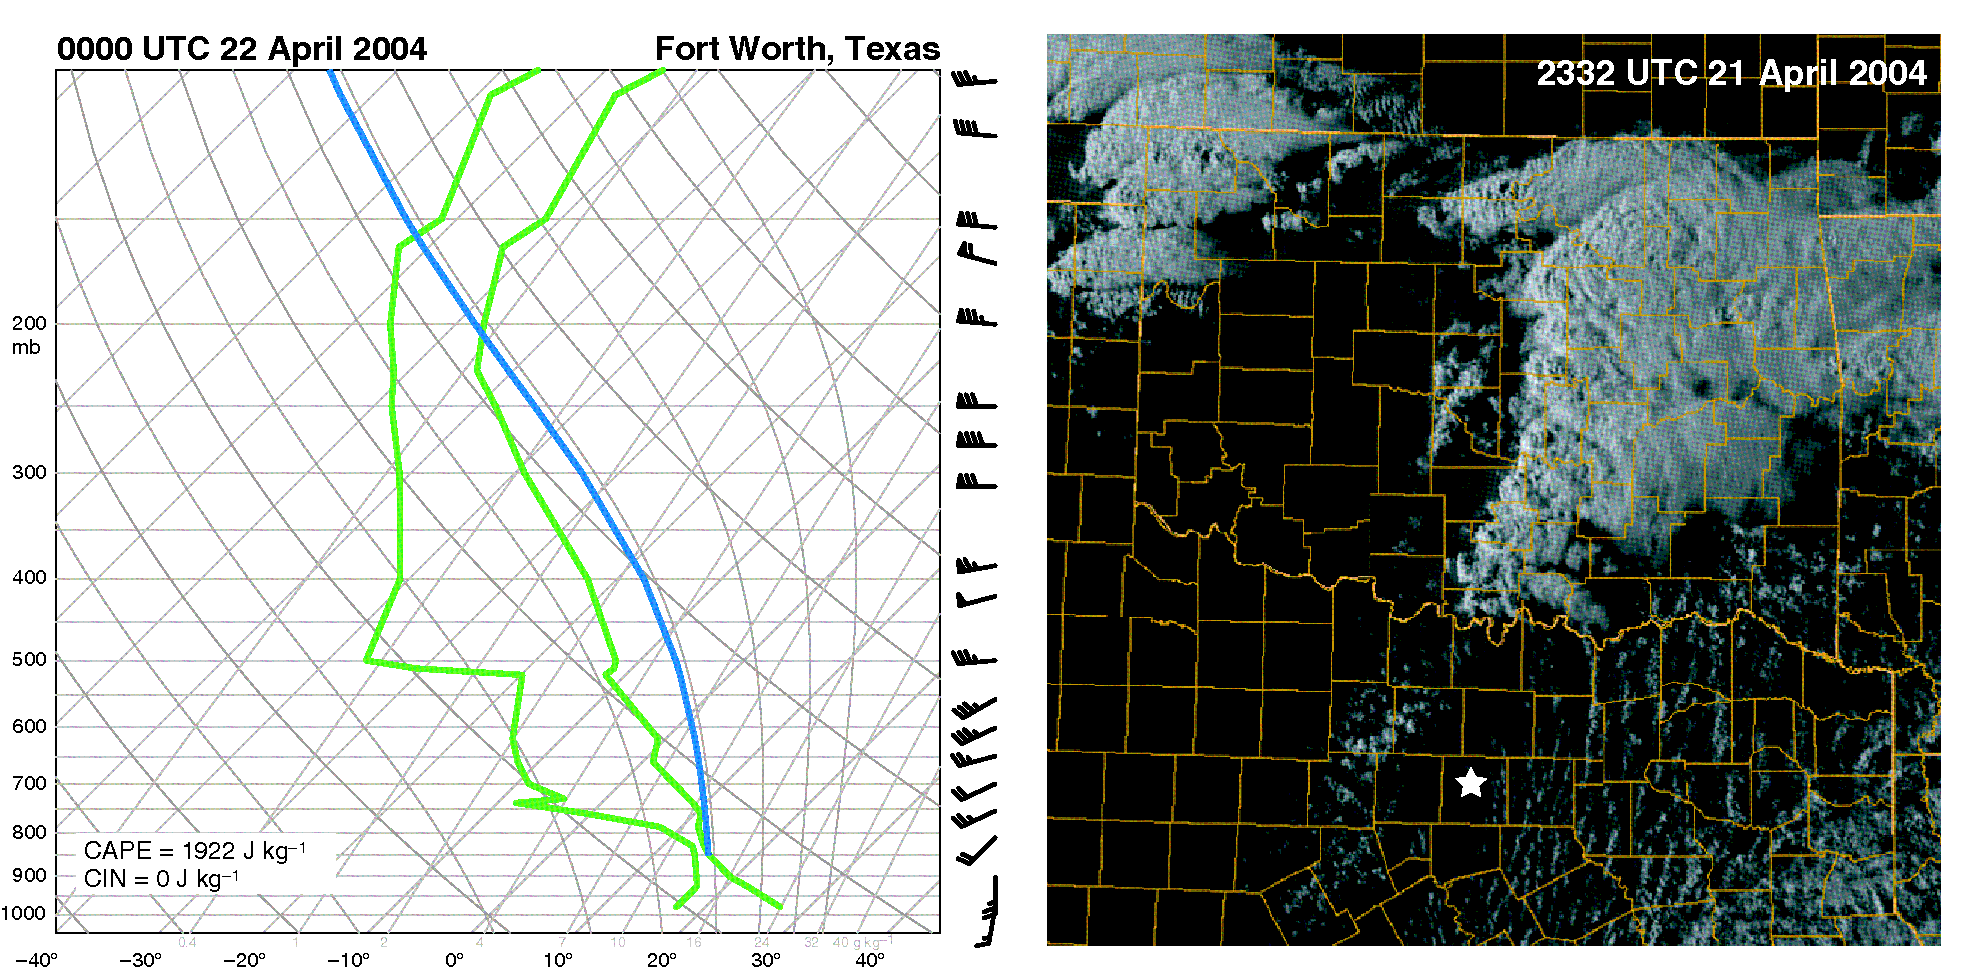 0000 UTC 22 April 2004
Fort Worth, Texas
2332 UTC 21 April 2004
200
mb
300
400
500
600
700
800
900
1000
CAPE = 1922 J kg⁻¹
CIN = 0 J kg⁻¹
0.4 1 2 4 7 10 16 24 32 40 g kg⁻¹
−40° −30° −20° −10° 0° 10° 20° 30° 40°